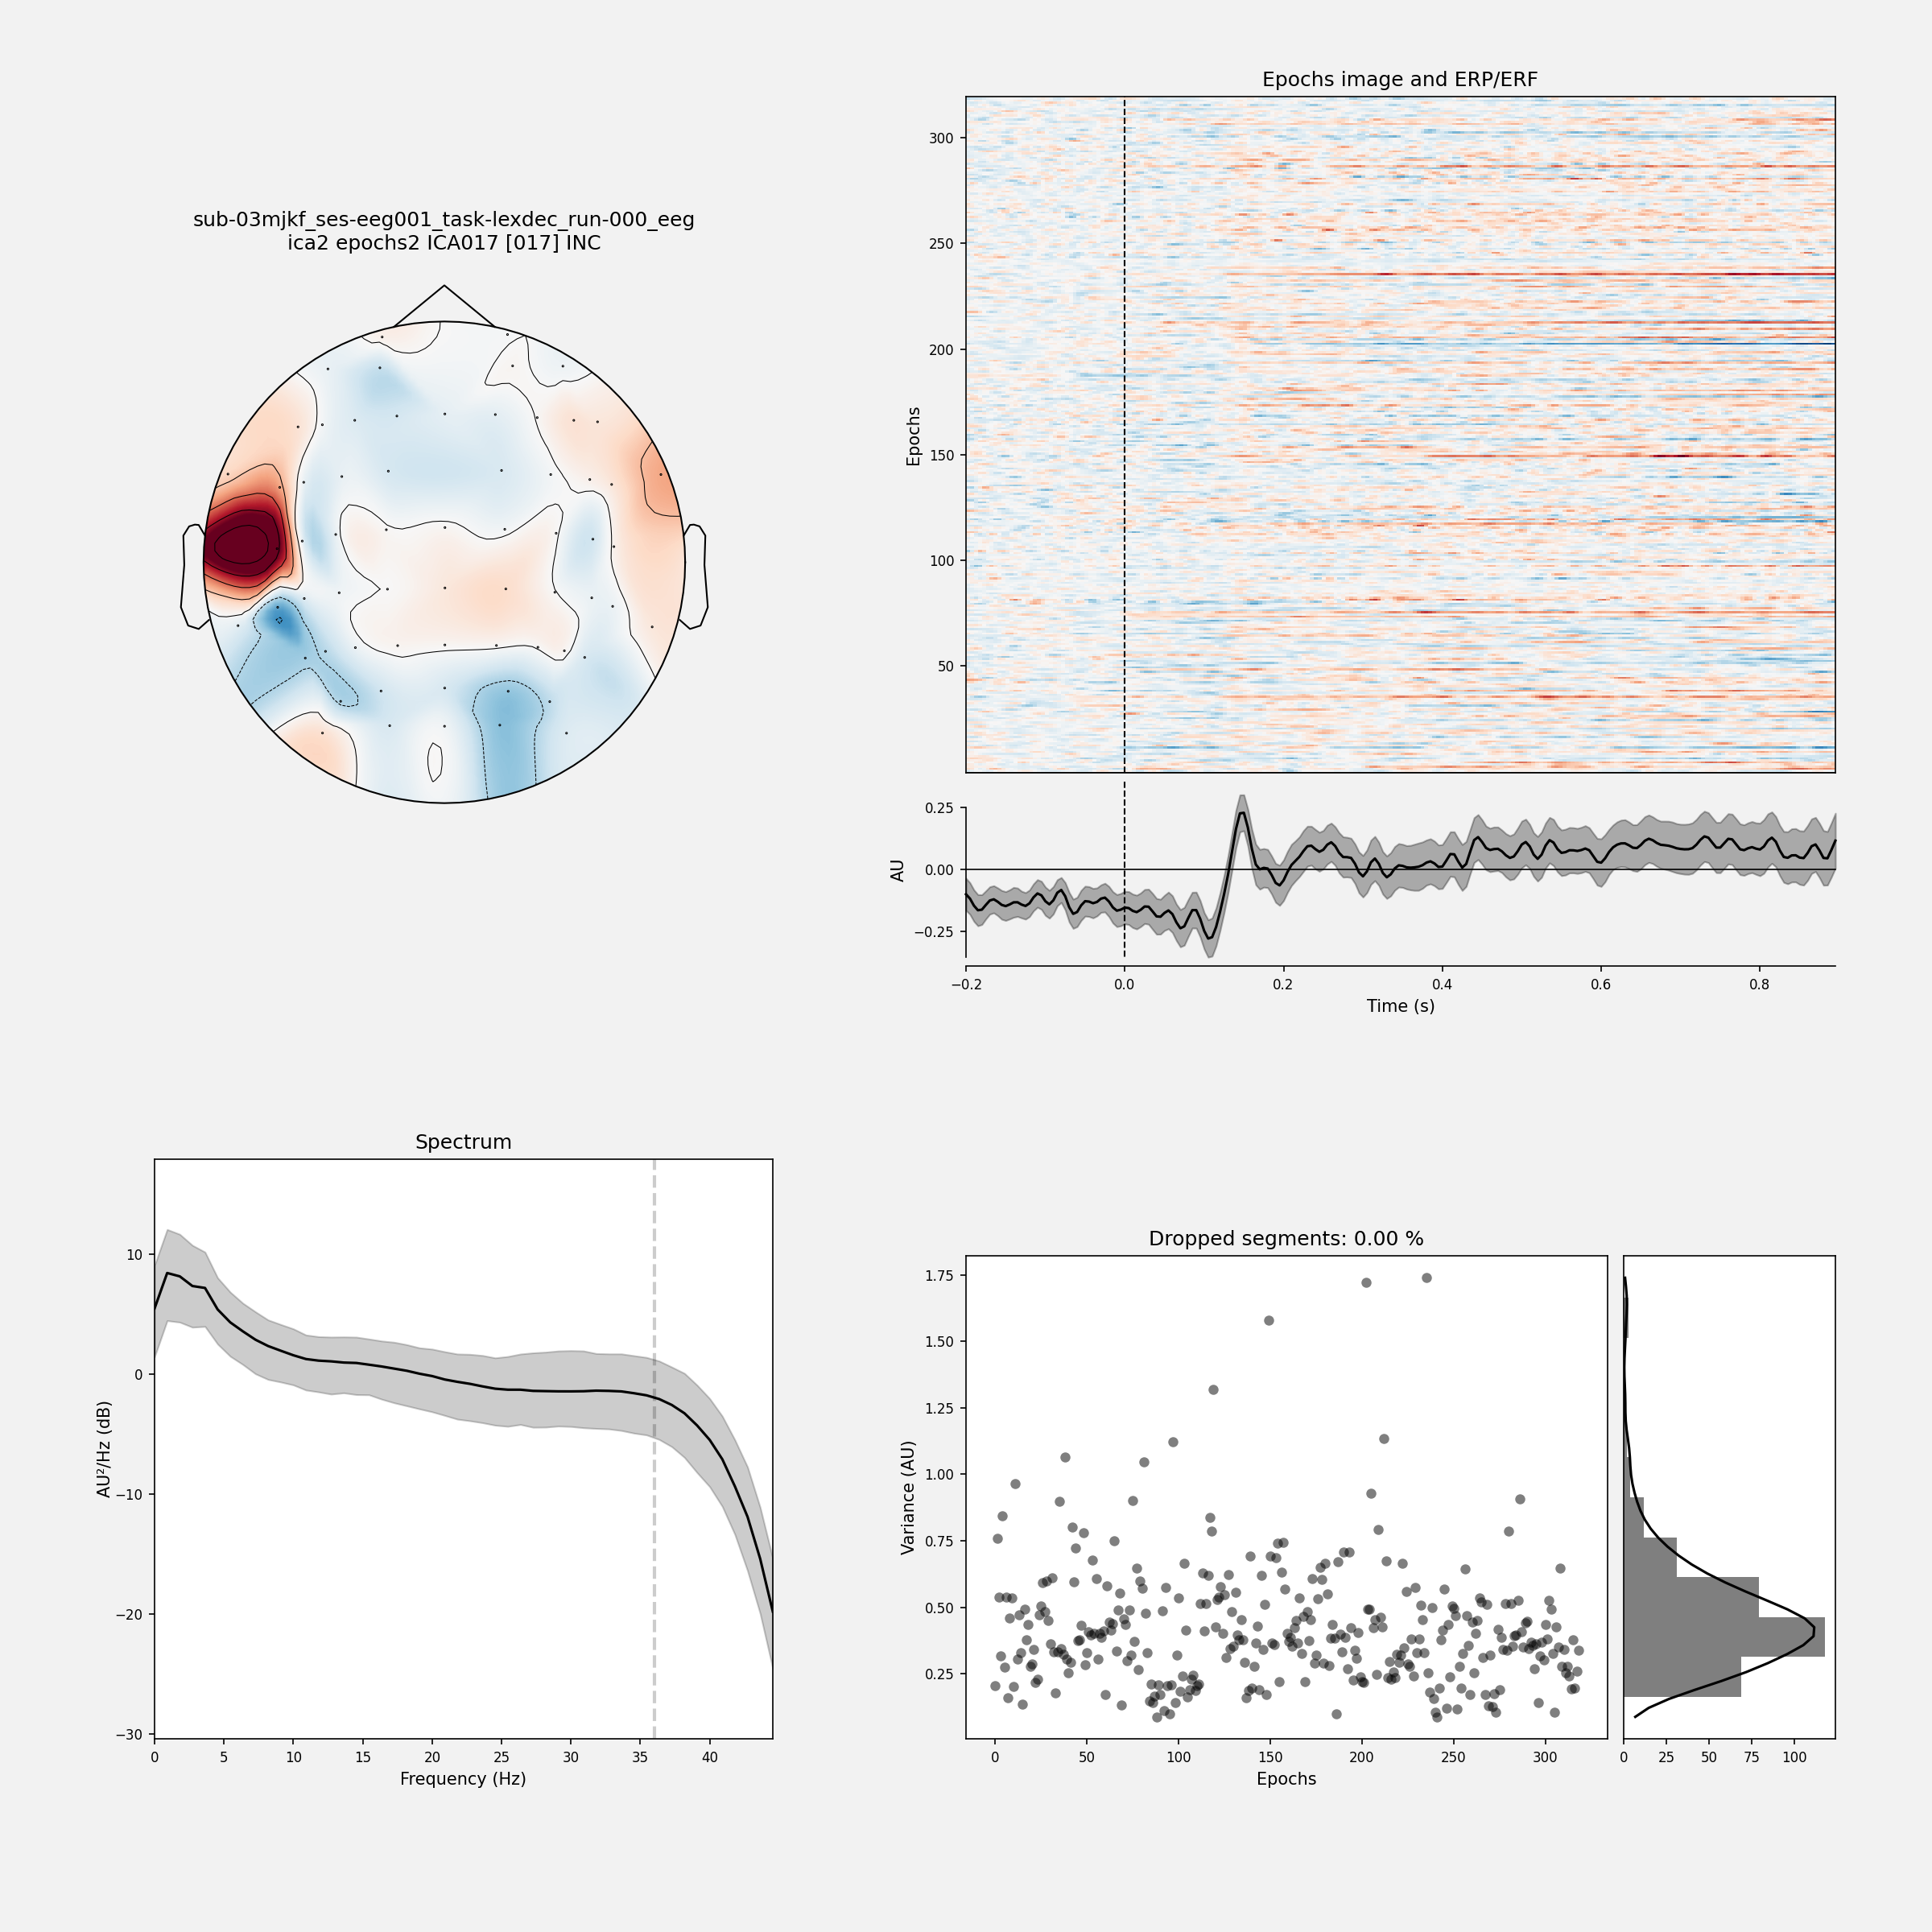 sub-03mjkf_ses-eeg001_task-lexdec_run-000_eeg
ica2 epochs2 ICA017 [017] INC
Epochs image and ERP/ERF
300
250
200
150
100
50
Epochs
0.25
0.00
−0.25
AU
−0.2 0.0 0.2 0.4 0.6 0.8
Time (s)
Spectrum
10
0
−10
−20
−30
AU²/Hz (dB)
0 5 10 15 20 25 30 35 40
Frequency (Hz)
Dropped segments: 0.00 %
1.75
1.50
1.25
1.00
0.75
0.50
0.25
Variance (AU)
0 50 100 150 200 250 300
Epochs
0 25 50 75 100